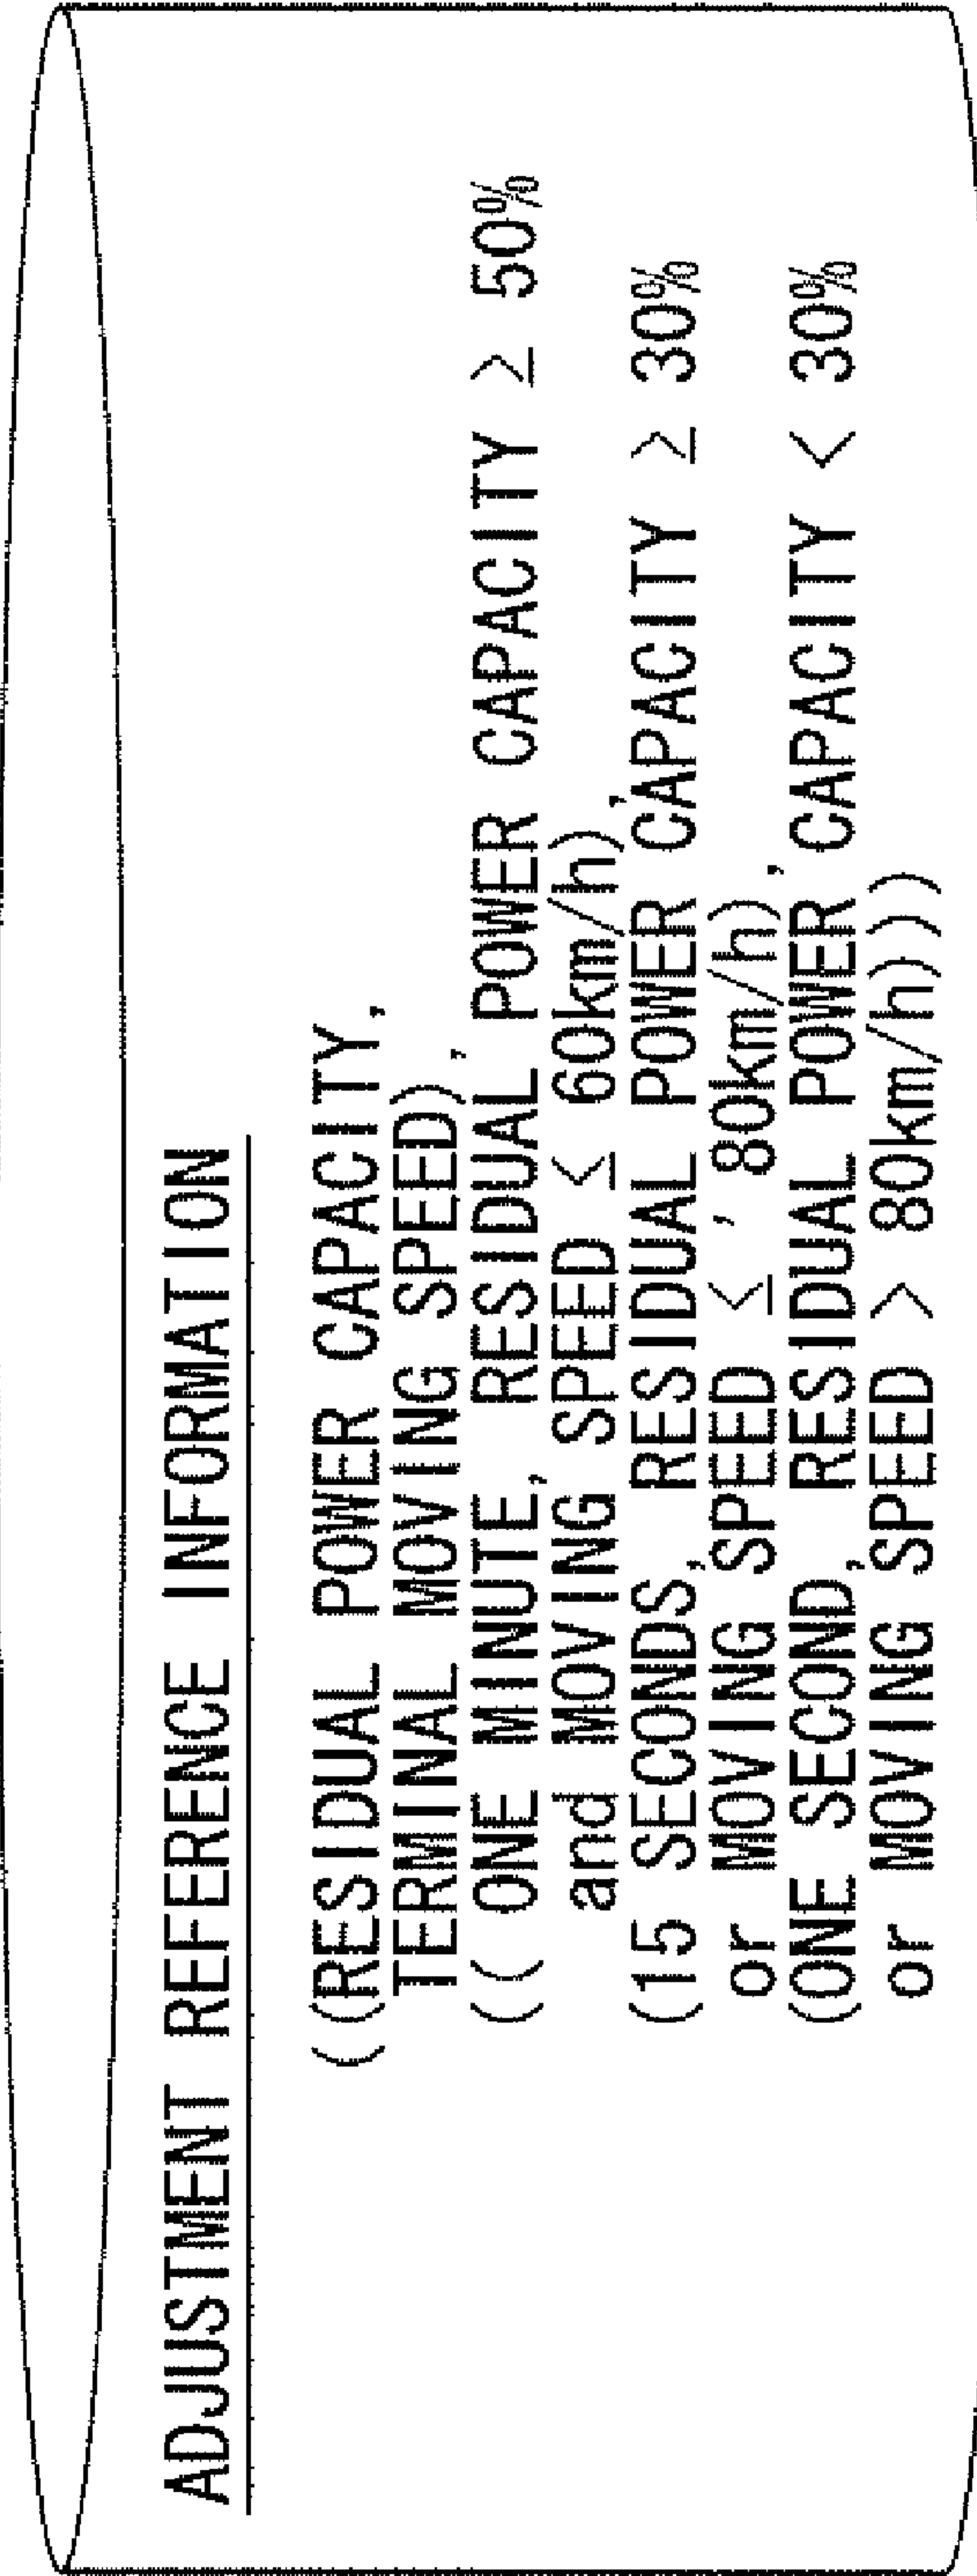 ADJUSTMENT REFERENCE INFORMATION
((RESIDUAL POWER CAPACITY,
TERMINAL MOVING SPEED),
(( ONE MINUTE, RESIDUAL, POWER CAPACITY ≥ 50%
and MOVING SPEED ≤ 60km/h),
(15 SECONDS, RESIDUAL POWER CAPACITY ≥ 30%
or MOVING SPEED ≤ , 80km/h),
(ONE SECOND, RESIDUAL POWER CAPACITY < 30%
or MOVING SPEED > 80km/h)))